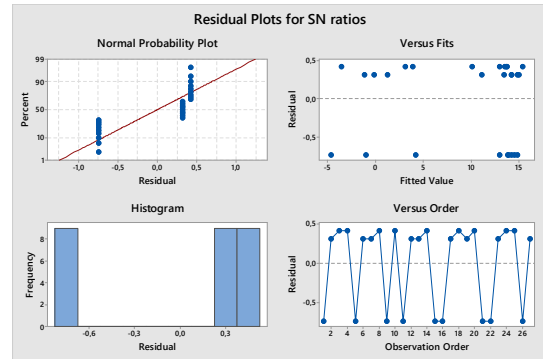 Residual Plots for SN ratios
Normal Probability Plot
99
90
50
10
1
Percent
-1,0 -0,5 0,0 0,5 1,0
Residual
Versus Fits
0,5
0,0
-0,5
Residual
-5 0 5 10 15
Fitted Value
Histogram
8
6
4
2
0
Frequency
-0,6 -0,3 0,0 0,3
Residual
Versus Order
0,5
0,0
-0,5
Residual
2 4 6 8 10 12 14 16 18 20 22 24 26
Observation Order